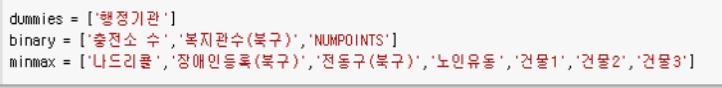 dummies = ['행정기관']
binary = ['충전소 수','복지관수(북구)','NUMPOINTS']
minmax = ['나드리콜','장애인등록(북구)','전동구(북구)','노인유동','건물1','건물2','건물3']